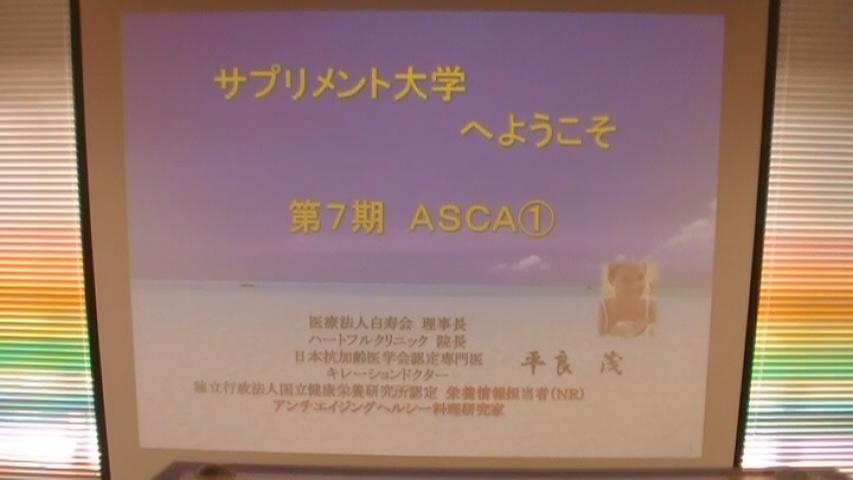 サプリメント大学
へようこそ
第7期 ASCA①
医療法人白寿会 理事長
ハートフルクリニック 院長
日本抗加齢医学会認定専門医
平良 茂
キレーションドクター
独立行政法人国立健康栄養研究所認定 栄養情報担当者(NR)
アンチエイジングヘルシー料理研究家